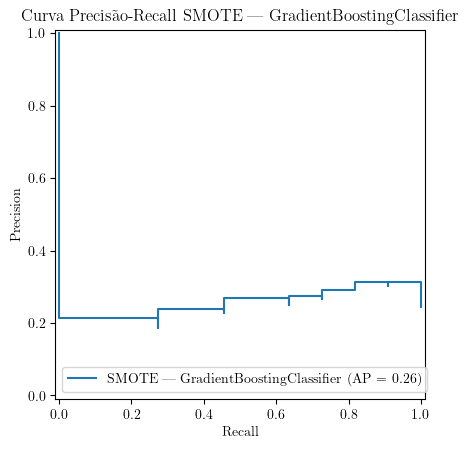 Curva Precisão-Recall SMOTE — GradientBoostingClassifier
1.0
0.8
0.6
0.4
0.2
0.0
Precision
SMOTE — GradientBoostingClassifier (AP = 0.26)
0.0 0.2 0.4 0.6 0.8 1.0
Recall